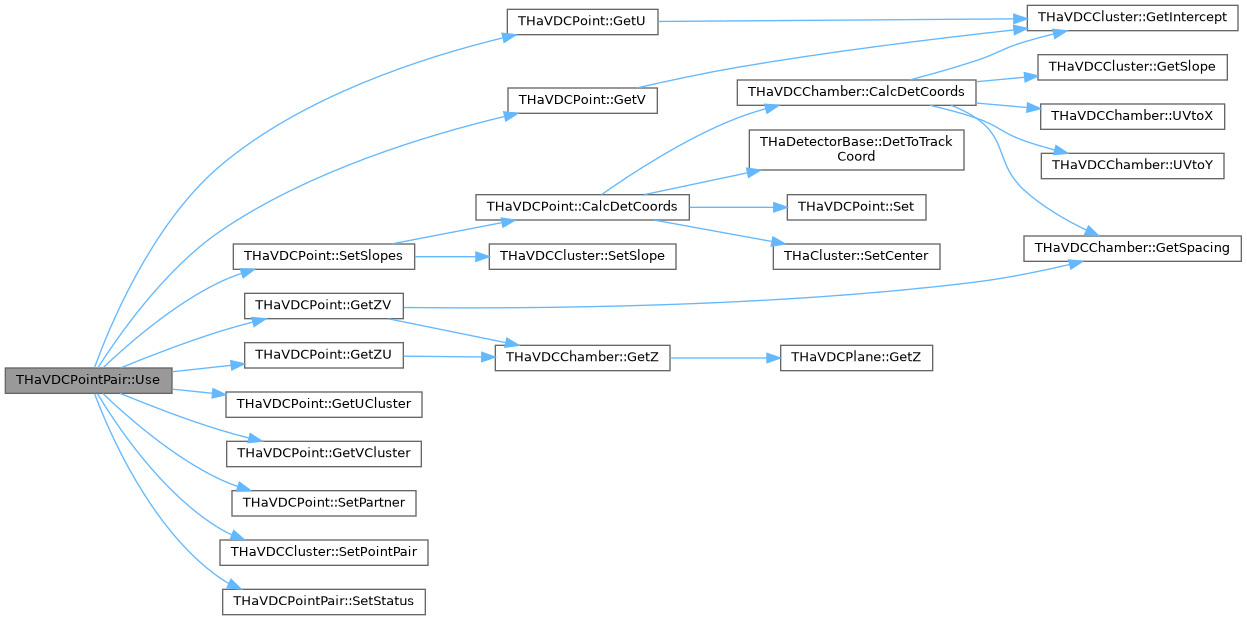 THaVDCPointPair::Use
THaVDCPoint::GetU
THaVDCPoint::GetV
THaVDCPoint::SetSlopes
THaVDCPoint::GetZV
THaVDCPoint::GetZU
THaVDCPoint::GetUCluster
THaVDCPoint::GetVCluster
THaVDCPoint::SetPartner
THaVDCCluster::SetPointPair
THaVDCPointPair::SetStatus
THaVDCPoint::CalcDetCoords
THaVDCCluster::SetSlope
THaVDCChamber::GetZ
THaVDCChamber::CalcDetCoords
THaDetectorBase::DetToTrack
Coord
THaVDCPoint::Set
THaCluster::SetCenter
THaVDCPlane::GetZ
THaVDCCluster::GetIntercept
THaVDCCluster::GetSlope
THaVDCChamber::UVtoX
THaVDCChamber::UVtoY
THaVDCChamber::GetSpacing